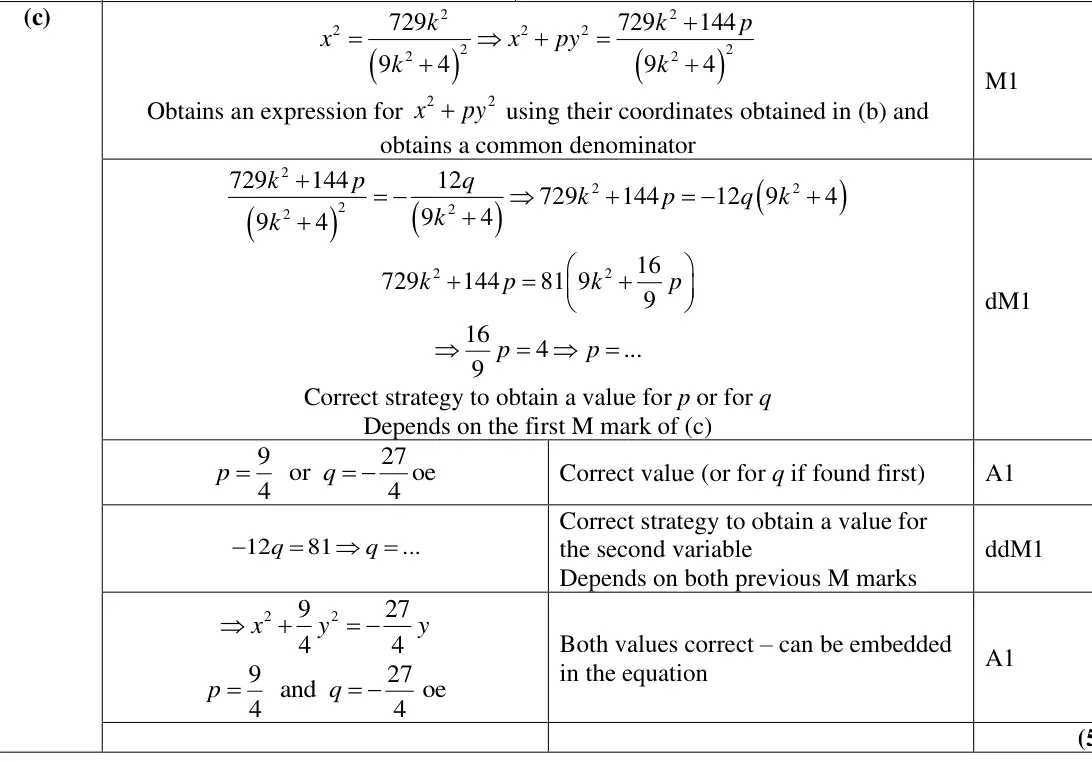 (c)
x² = 729k² / (9k² + 4)² ⇒ x² + py² = (729k² + 144p) / (9k² + 4)²
M1
Obtains an expression for x² + py² using their coordinates obtained in (b) and
obtains a common denominator
(729k² + 144p) / (9k² + 4)² = − 12q / (9k² + 4) ⇒ 729k² + 144p = −12q(9k² + 4)
729k² + 144p = 81(9k² + 16/9 p)
⇒ 16/9 p = 4 ⇒ p = ...
dM1
Correct strategy to obtain a value for p or for q
Depends on the first M mark of (c)
p = 9/4 or q = − 27/4 oe
Correct value (or for q if found first)
A1
−12q = 81 ⇒ q = ...
Correct strategy to obtain a value for
the second variable
Depends on both previous M marks
ddM1
⇒ x² + 9/4 y² = − 27/4 y
p = 9/4 and q = − 27/4 oe
Both values correct – can be embedded
in the equation
A1
(5